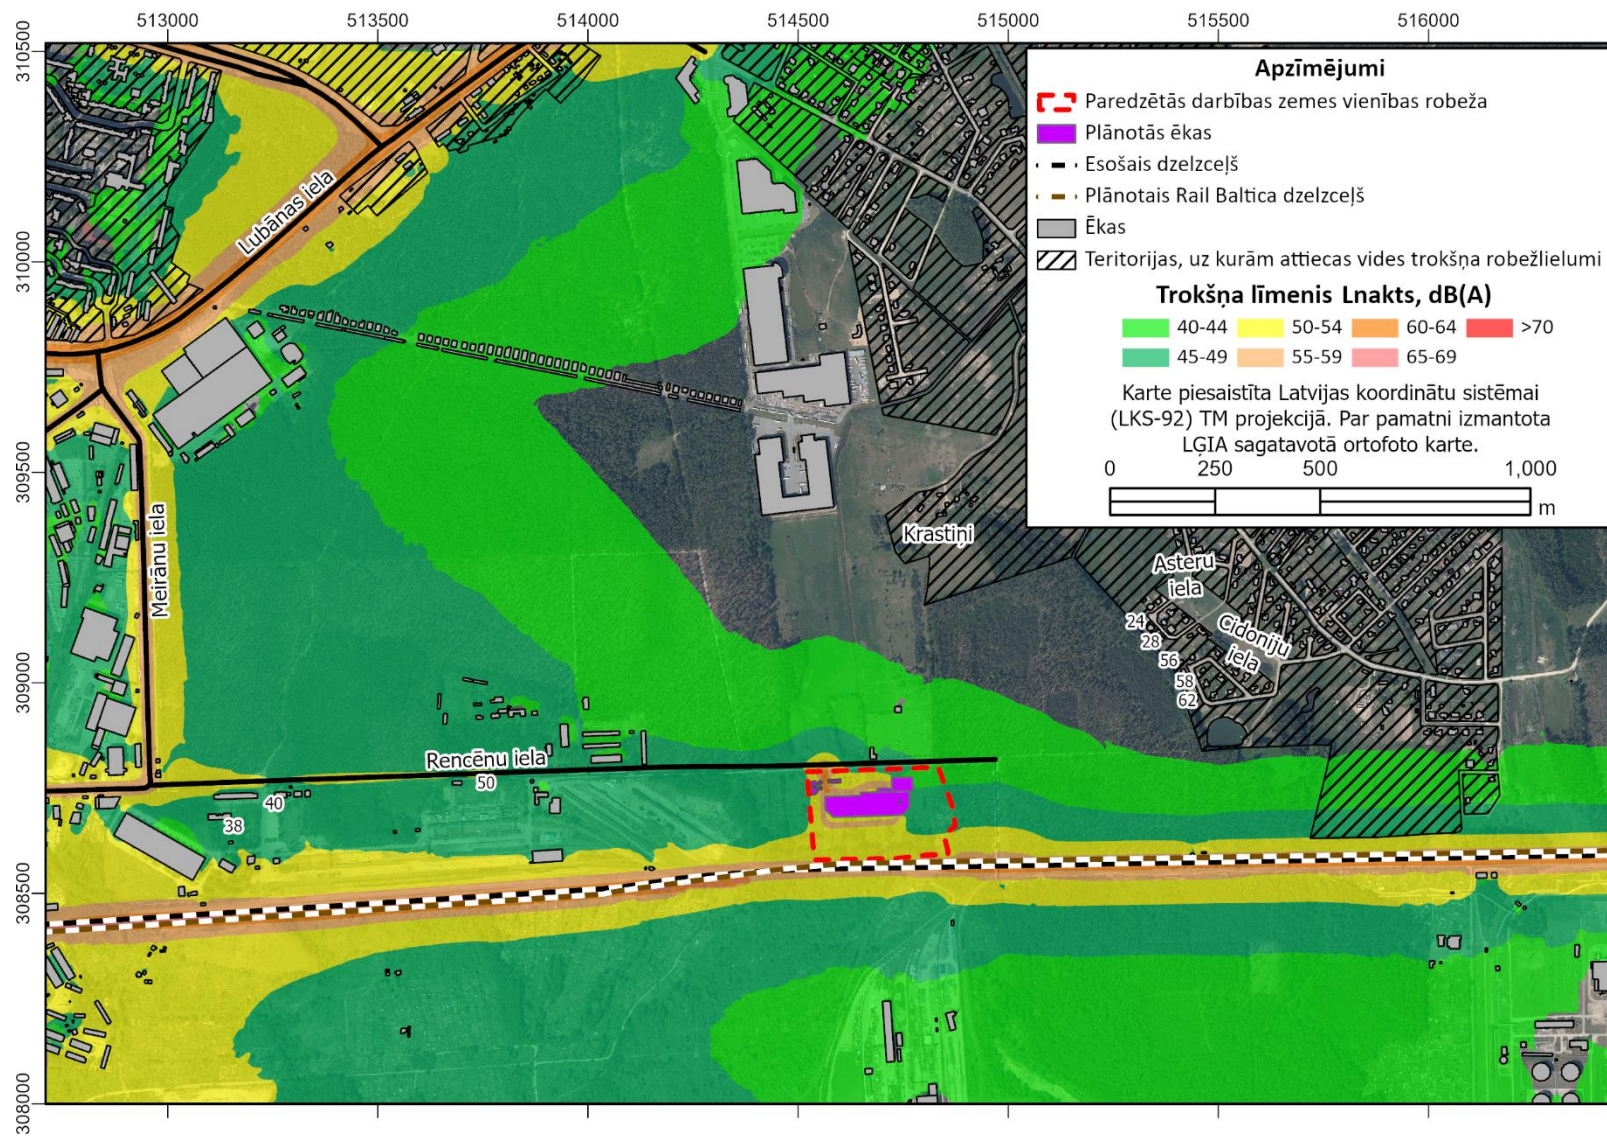 513000 513500 514000 514500 515000 515500 516000
310500
310000
309500
309000
308500
308000
Apzīmējumi
Paredzētās darbības zemes vienības robeža
Plānotās ēkas
Esošais dzelzceļš
Plānotais Rail Baltica dzelzceļš
Ēkas
Teritorijas, uz kurām attiecas vides trokšņa robežlielumi
Trokšņa līmenis Lnakts, dB(A)
40-44 50-54 60-64 >70
45-49 55-59 65-69
Karte piesaistīta Latvijas koordinātu sistēmai
(LKS-92) TM projekcijā. Par pamatni izmantota
LĢIA sagatavotā ortofoto karte.
0 250 500 1,000
m
Lubānas iela
Meirānu iela
Krastiņi
Asteru
iela
Cidoniju
iela
24
28
56
58
62
Rencēnu iela
50
40
38